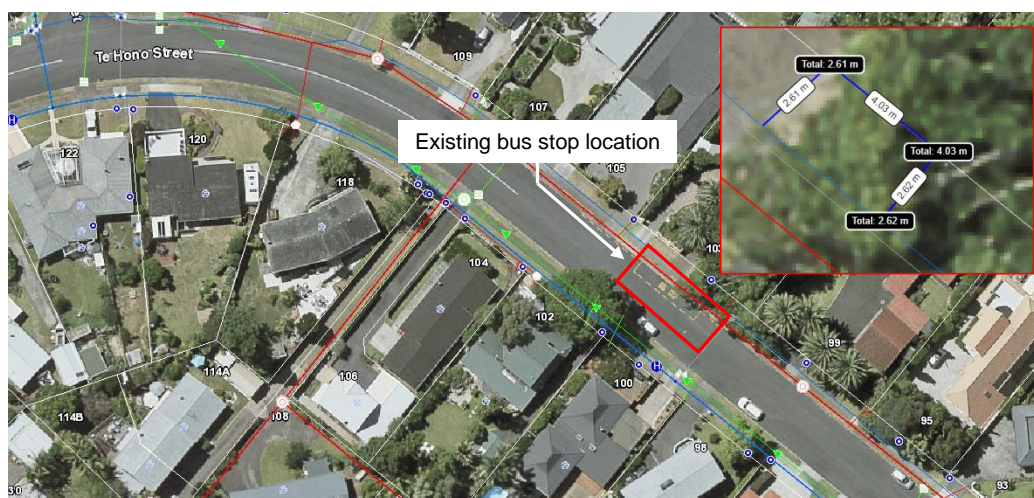 Te Hono Street
109
107
Existing bus stop location
105
103
99
95
93
122
120
118
104
102
100
98
106
114A
114B
108
H
H
Total: 2.61 m
2.61 m
4.03 m
Total: 4.03 m
2.62 m
Total: 2.62 m